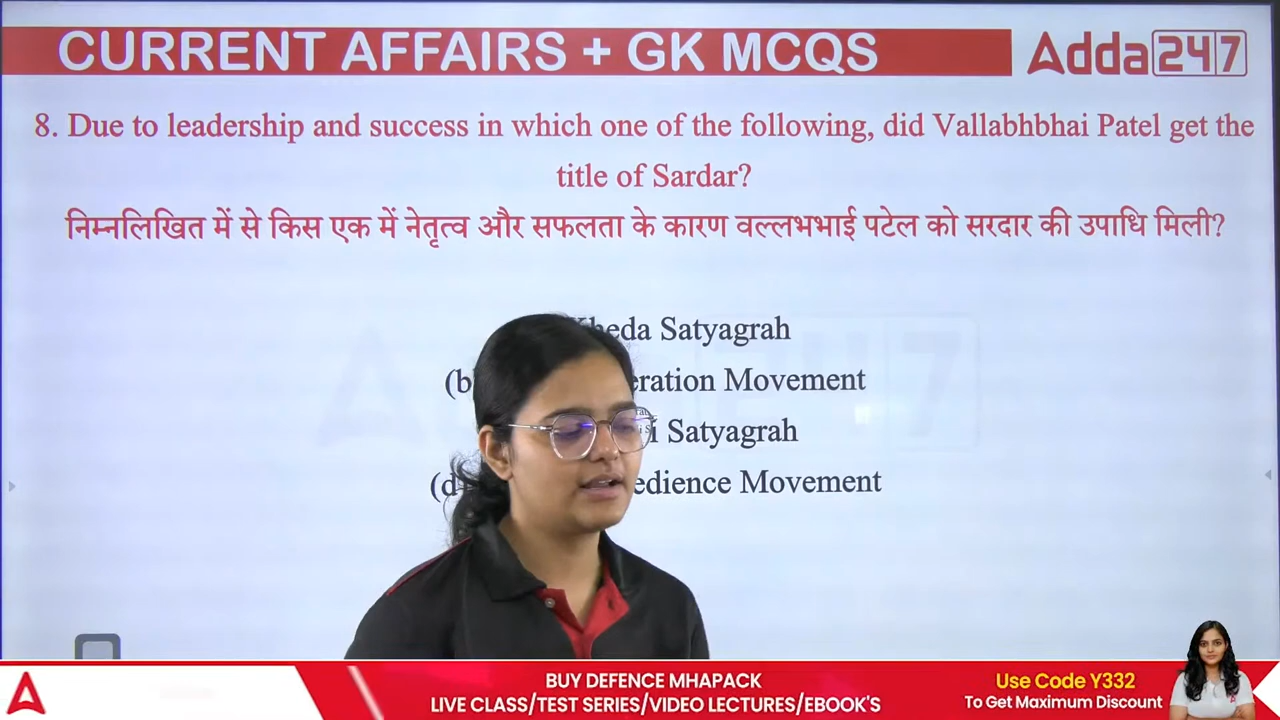 CURRENT AFFAIRS + GK MCQS
Adda247
8. Due to leadership and success in which one of the following, did Vallabhbhai Patel get the
title of Sardar?
निम्नलिखित में से किस एक में नेतृत्व और सफलता के कारण वल्लभभाई पटेल को सरदार की उपाधि मिली?
Kheda Satyagrah
(b eration Movement
i Satyagrah
(d edience Movement
BUY DEFENCE MHAPACK
LIVE CLASS/TEST SERIES/VIDEO LECTURES/EBOOK'S
Use Code Y332
To Get Maximum Discount